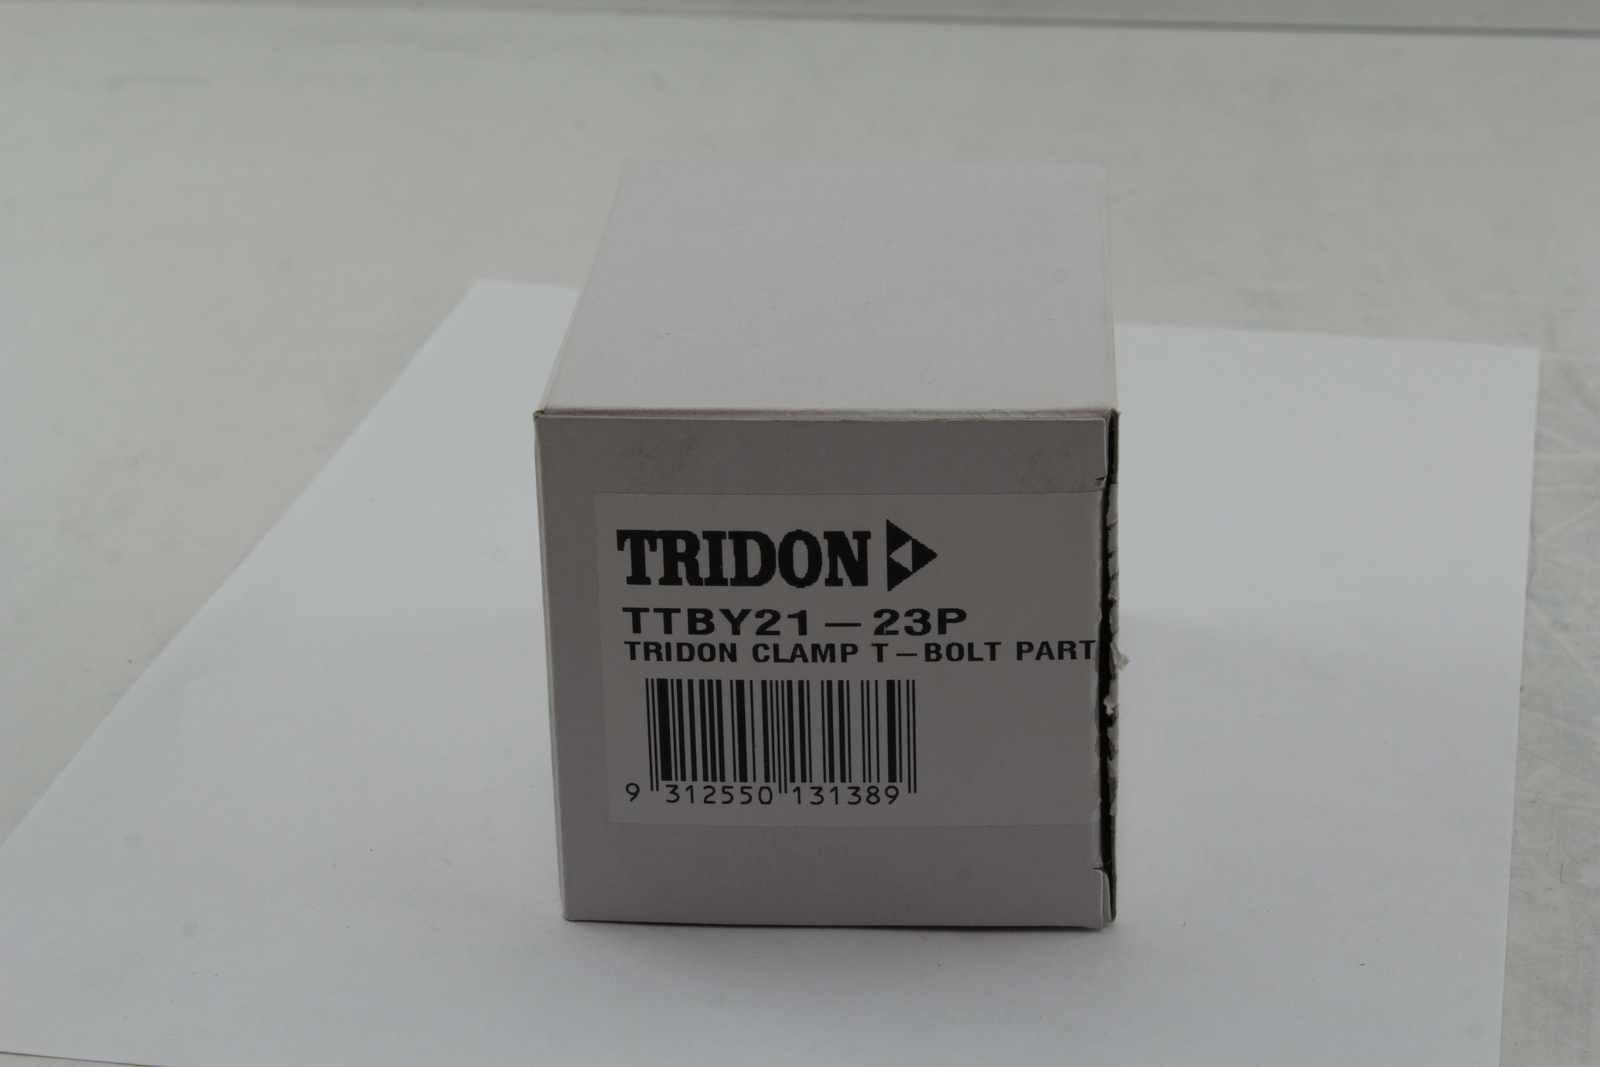 TRIDON
TTBY21-23P
TRIDON CLAMP T-BOLT PART
9 312550 131389